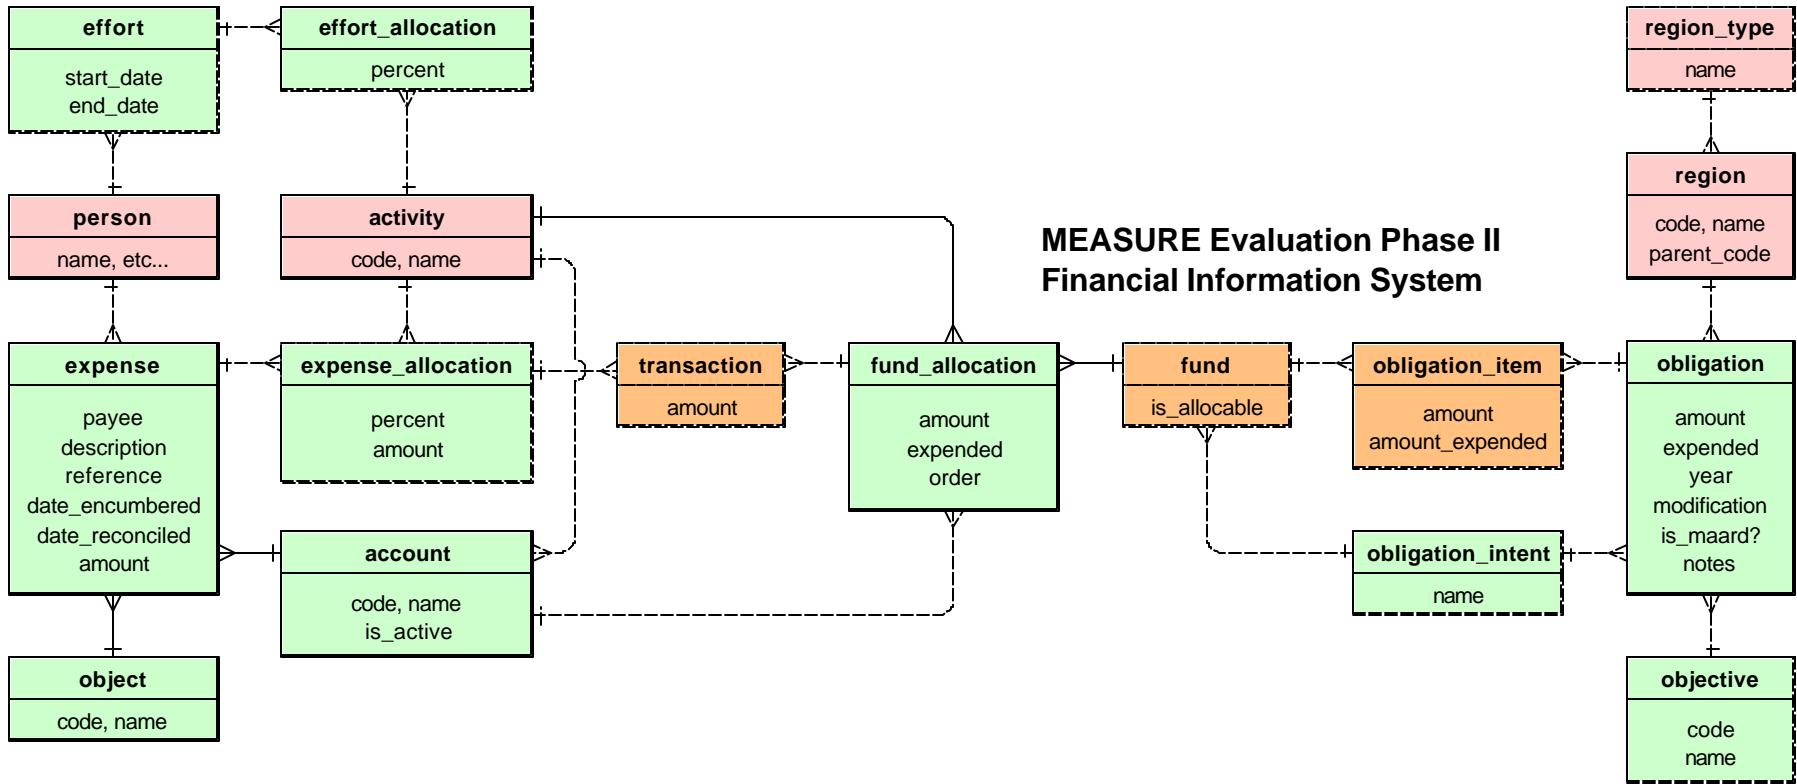 effort
start_date
end_date
effort_allocation
percent
region_type
name
person
name, etc...
activity
code, name
region
code, name
parent_code
MEASURE Evaluation Phase II
Financial Information System
expense
payee
description
reference
date_encumbered
date_reconciled
amount
expense_allocation
percent
amount
transaction
amount
fund_allocation
amount
expended
order
fund
is_allocable
obligation_item
amount
amount_expended
obligation
amount
expended
year
modification
is_maard?
notes
account
code, name
is_active
obligation_intent
name
object
code, name
objective
code
name